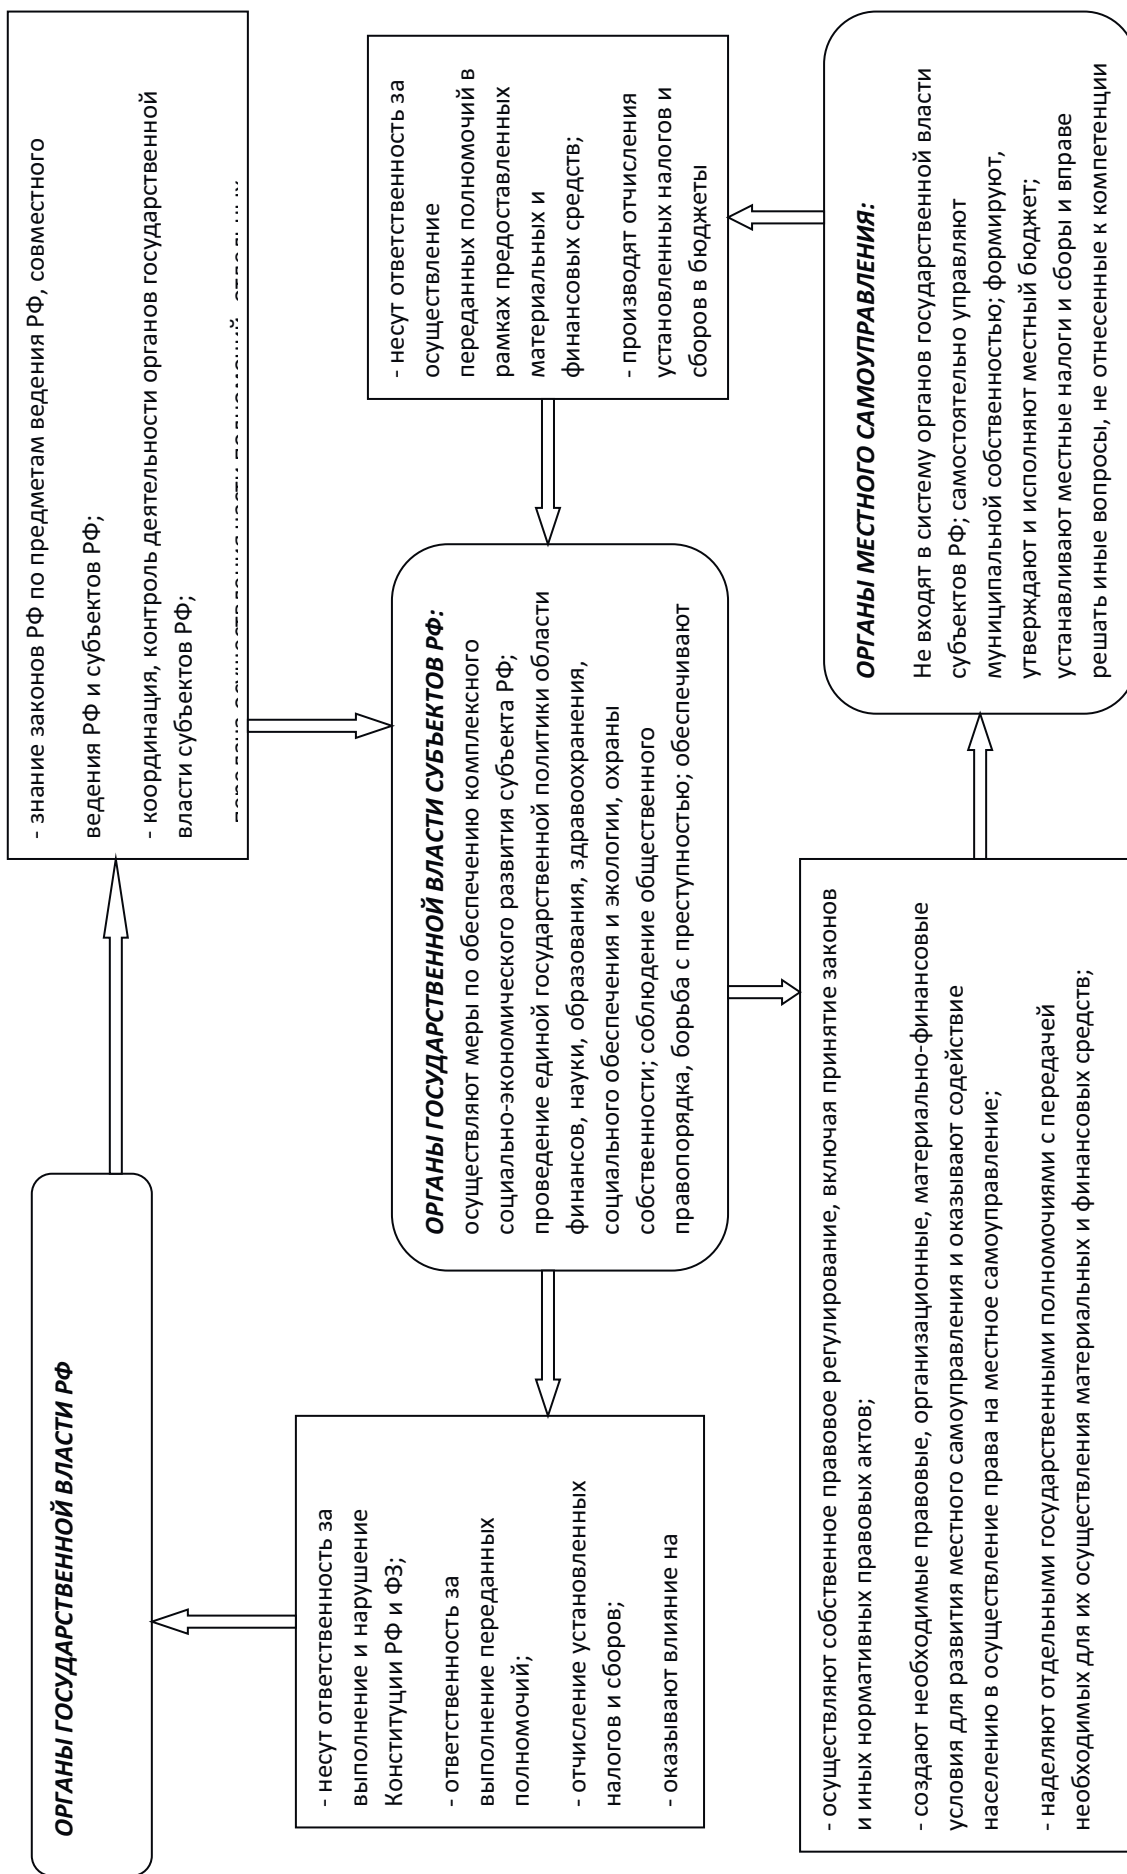 ОРГАНЫ ГОСУДАРСТВЕННОЙ ВЛАСТИ РФ
- знание законов РФ по предметам ведения РФ, совместного
ведения РФ и субъектов РФ;
- координация, контроль деятельности органов государственной
власти субъектов РФ;
- несут ответственность за
выполнение и нарушение
Конституции РФ и ФЗ;
- ответственность за
выполнение переданных
полномочий;
- отчисление установленных
налогов и сборов;
- оказывают влияние на
ОРГАНЫ ГОСУДАРСТВЕННОЙ ВЛАСТИ СУБЪЕКТОВ РФ:
осуществляют меры по обеспечению комплексного
социально-экономического развития субъекта РФ;
проведение единой государственной политики области
финансов, науки, образования, здравоохранения,
социального обеспечения и экологии, охраны
собственности; соблюдение общественного
правопорядка, борьба с преступностью; обеспечивают
- несут ответственность за
осуществление
переданных полномочий в
рамках предоставленных
материальных и
финансовых средств;
- производят отчисления
установленных налогов и
сборов в бюджеты
- осуществляют собственное правовое регулирование, включая принятие законов
и иных нормативных правовых актов;
- создают необходимые правовые, организационные, материально-финансовые
условия для развития местного самоуправления и оказывают содействие
населению в осуществление права на местное самоуправление;
- наделяют отдельными государственными полномочиями с передачей
необходимых для их осуществления материальных и финансовых средств;
ОРГАНЫ МЕСТНОГО САМОУПРАВЛЕНИЯ:
Не входят в систему органов государственной власти
субъектов РФ; самостоятельно управляют
муниципальной собственностью; формируют,
утверждают и исполняют местный бюджет;
устанавливают местные налоги и сборы и вправе
решать иные вопросы, не отнесенные к компетенции